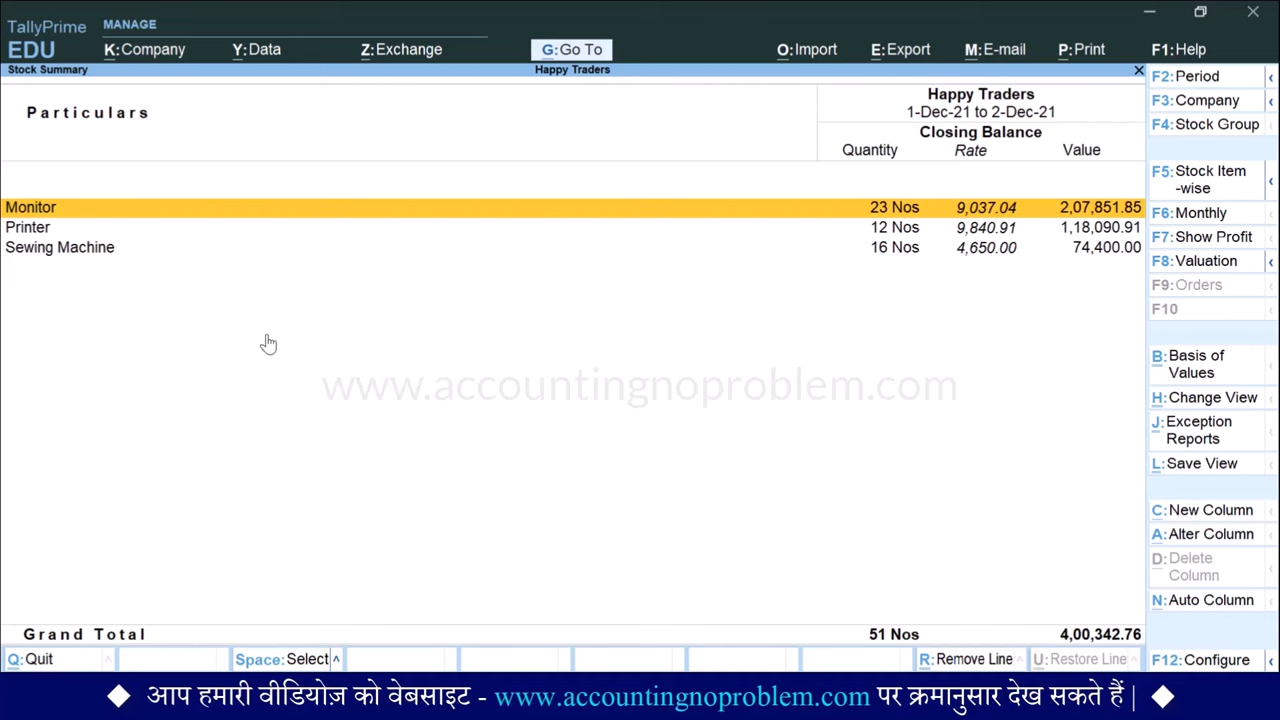 TallyPrime MANAGE
EDU K:Company Y:Data Z:Exchange G:Go To O:Import E:Export M:E-mail P:Print F1:Help
Stock Summary Happy Traders
F2:Period
F3:Company
F4:Stock Group
F5:Stock Item
-wise
F6:Monthly
F7:Show Profit
F8:Valuation
F9:Orders
F10
B:Basis of
Values
H:Change View
J:Exception
Reports
L:Save View
C:New Column
A:Alter Column
D:Delete
Column
N:Auto Column
F12:Configure
Particulars
Happy Traders
1-Dec-21 to 2-Dec-21
Closing Balance
Quantity Rate Value
Monitor 23 Nos 9,037.04 2,07,851.85
Printer 12 Nos 9,840.91 1,18,090.91
Sewing Machine 16 Nos 4,650.00 74,400.00
www.accountingnoproblem.com
Grand Total 51 Nos 4,00,342.76
Q:Quit Space:Select R:Remove Line U:Restore Line
आप हमारी वीडियोज़ को वेबसाइट - www.accountingnoproblem.com पर क्रमानुसार देख सकते हैं |